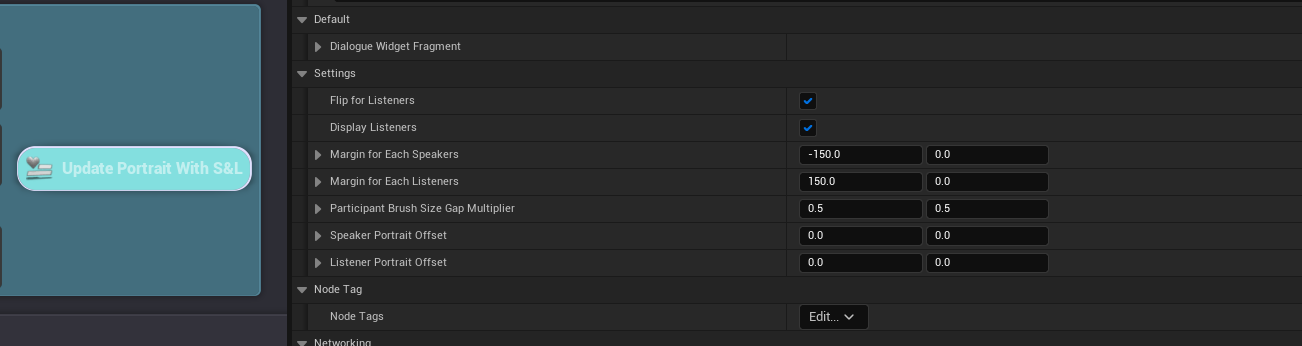 Default
Dialogue Widget Fragment
Settings
Flip for Listeners
Display Listeners
Margin for Each Speakers -150.0 0.0
Update Portrait With S&L
Margin for Each Listeners 150.0 0.0
Participant Brush Size Gap Multiplier 0.5 0.5
Speaker Portrait Offset 0.0 0.0
Listener Portrait Offset 0.0 0.0
Node Tag
Node Tags Edit...
Networking